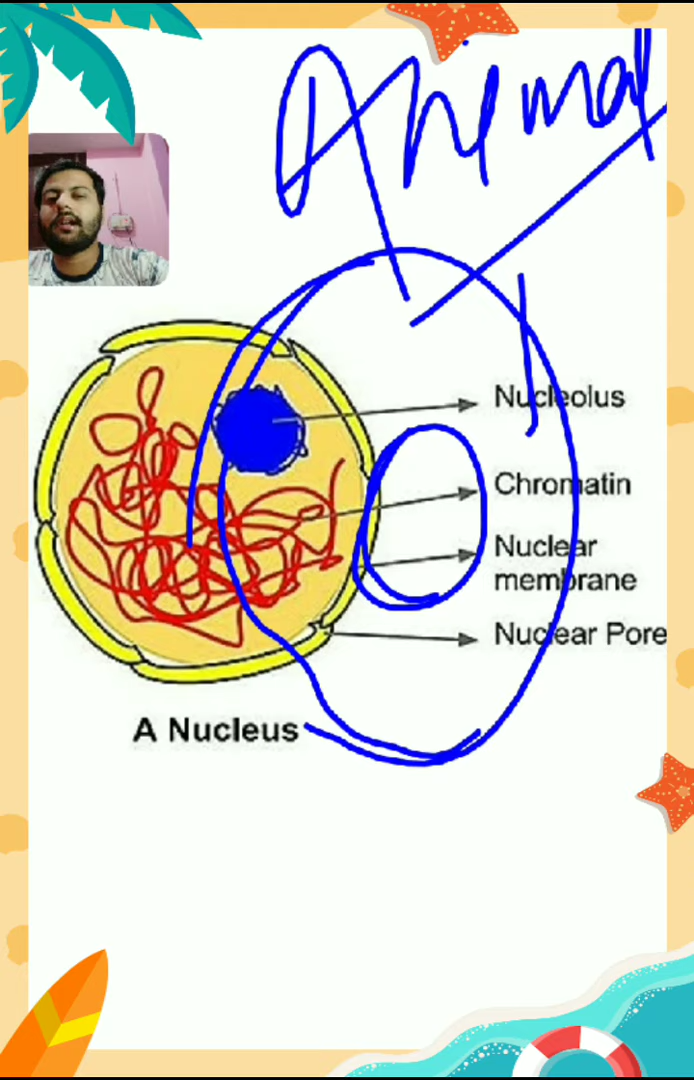 Animal
Nucleolus
Chromatin
Nuclear
membrane
Nuclear Pore
A Nucleus